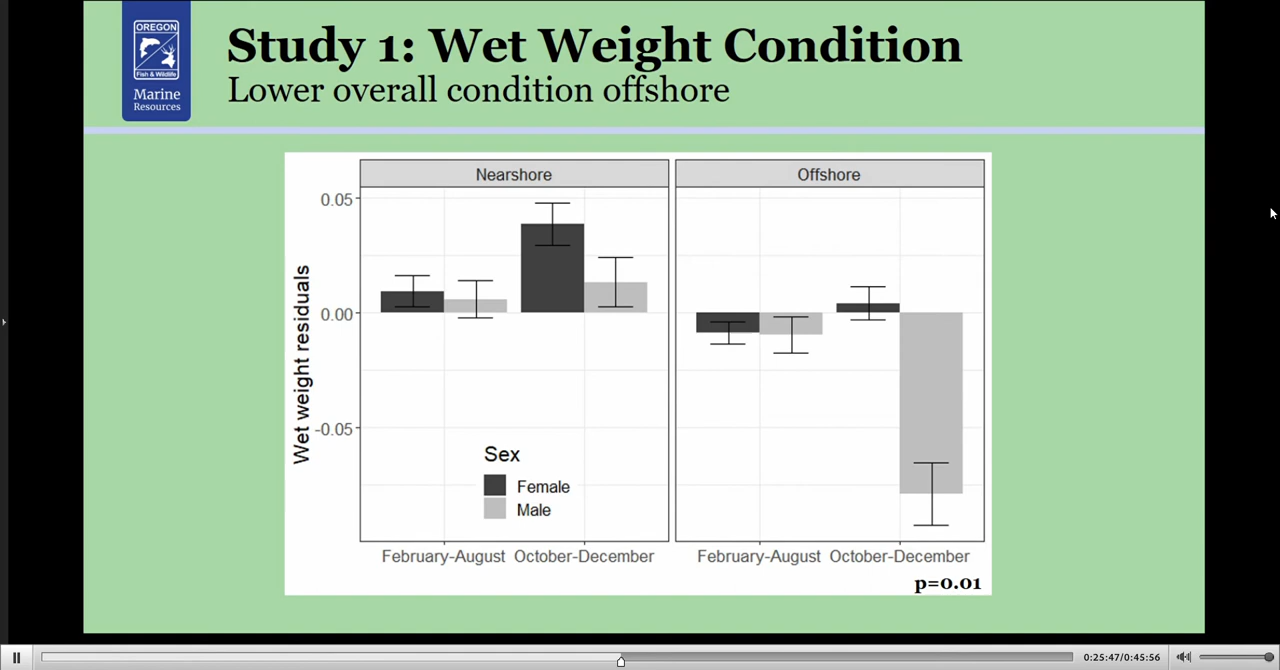 OREGON
Fish & Wildlife
Marine
Resources
Study 1: Wet Weight Condition
Lower overall condition offshore
Nearshore
Offshore
Wet weight residuals
0.05
0.00
-0.05
Sex
Female
Male
February-August
October-December
February-August
October-December
p=0.01
0:25:47/0:45:56